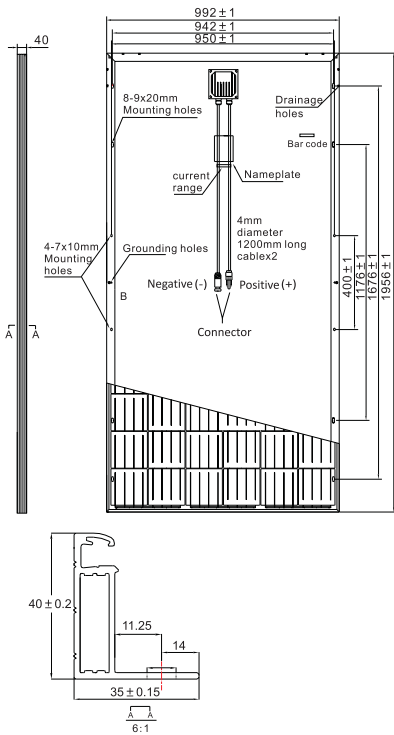 992±1
942±1
950±1
40
8-9x20mm
Mounting holes
Drainage
holes
Bar code
current
range
Nameplate
4mm
diameter
1200mm long
cablex2
4-7x10mm
Mounting
holes
Grounding holes
B
Negative(-)
Positive(+)
Connector
400±1
1176±1
1676±1
1956±1
A
A
40±0.2
11.25
14
35±0.15
A
A
6:1